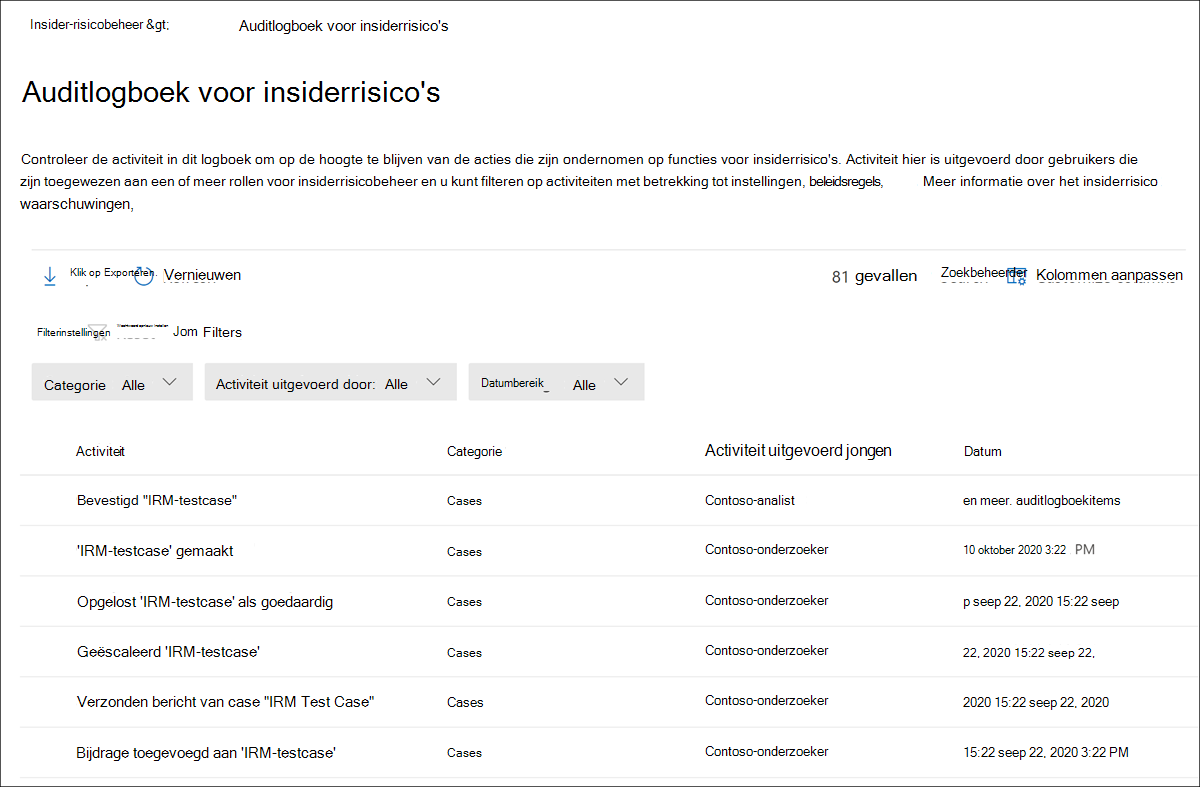 Insider-risicobeheer &gt; Auditlogboek voor insiderrisico's
Auditlogboek voor insiderrisico's
Controleer de activiteit in dit logboek om op de hoogte te blijven van de acties die zijn ondernomen op functies voor insiderrisico's. Activiteit hier is uitgevoerd door gebruikers die
zijn toegewezen aan een of meer rollen voor insiderrisicobeheer en u kunt filteren op activiteiten met betrekking tot instellingen, beleidsregels, Meer informatie over het insiderrisico
waarschuwingen,
Klik op Exporteren. Vernieuwen 81 gevallen Zoekbeheerder Kolommen aanpassen
Filterinstellingen Jom Filters
Categorie Alle Activiteit uitgevoerd door: Alle Datumbereik Alle
Activiteit Categorie Activiteit uitgevoerd jongen Datum
Bevestigd "IRM-testcase" Cases Contoso-analist en meer. auditlogboekitems
'IRM-testcase' gemaakt Cases Contoso-onderzoeker 10 oktober 2020 3:22 PM
Opgelost 'IRM-testcase' als goedaardig Cases Contoso-onderzoeker p seep 22, 2020 15:22 seep
Geëscaleerd 'IRM-testcase' Cases Contoso-onderzoeker 22, 2020 15:22 seep 22,
Verzonden bericht van case "IRM Test Case" Cases Contoso-onderzoeker 2020 15:22 seep 22, 2020
Bijdrage toegevoegd aan 'IRM-testcase' Cases Contoso-onderzoeker 15:22 seep 22, 2020 3:22 PM